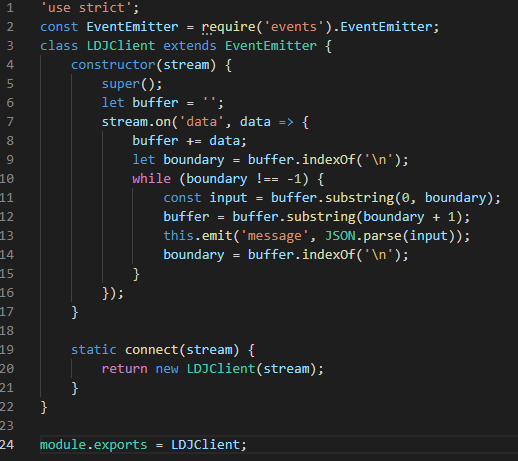 1 'use strict';
2 const EventEmitter = require('events').EventEmitter;
3 class LDJClient extends EventEmitter {
4     constructor(stream) {
5         super();
6         let buffer = '';
7         stream.on('data', data => {
8             buffer += data;
9             let boundary = buffer.indexOf('\n');
10             while (boundary !== -1) {
11                 const input = buffer.substring(0, boundary);
12                 buffer = buffer.substring(boundary + 1);
13                 this.emit('message', JSON.parse(input));
14                 boundary = buffer.indexOf('\n');
15             }
16         });
17     }
18
19     static connect(stream) {
20         return new LDJClient(stream);
21     }
22 }
23
24 module.exports = LDJClient;